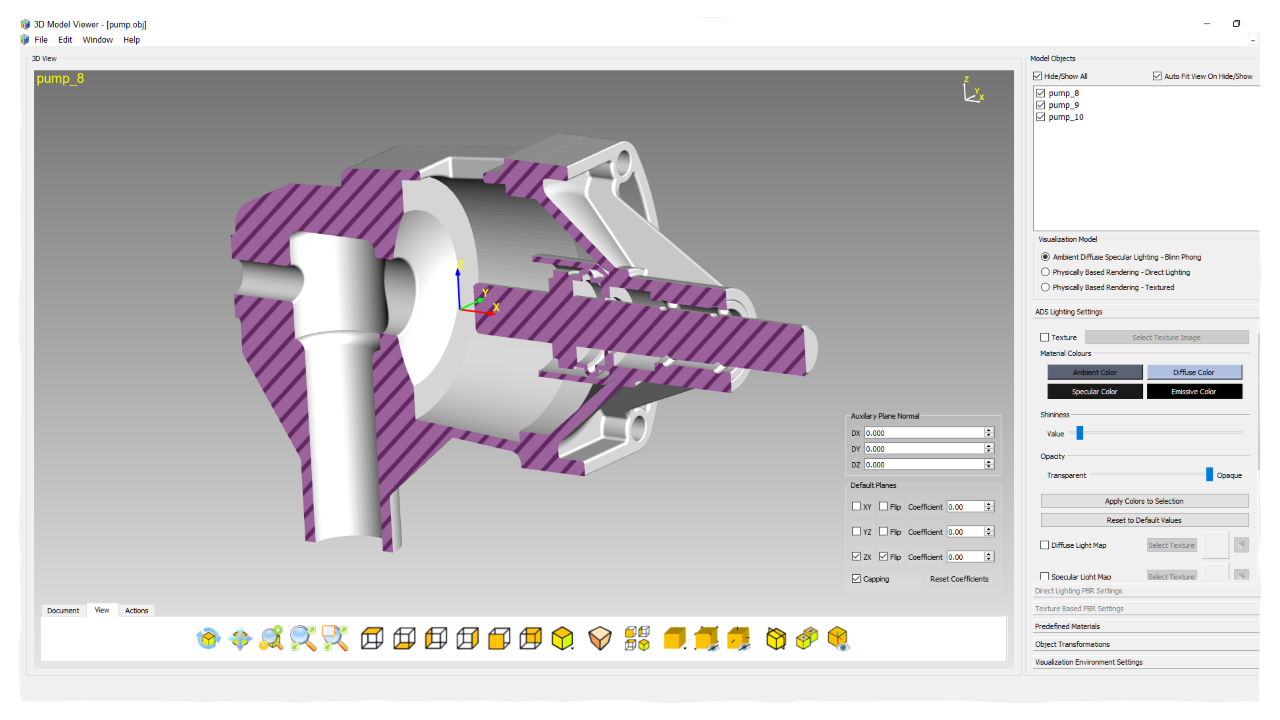 3D Model Viewer - [pump.obj]
File Edit Window Help
3D View
pump_8
Z
Y
X
Z
Y
X
Auxilary Plane Normal
DX 0.000
DY 0.000
DZ 0.000
Default Planes
XY Flip Coefficient 0.00
YZ Flip Coefficient 0.00
ZX Flip Coefficient 0.00
Capping Reset Coefficients
Document View Actions
Model Objects
Hide/Show All Auto Fit View On Hide/Show
pump_8
pump_9
pump_10
Visualization Model
Ambient Diffuse Specular Lighting - Blinn Phong
Physically Based Rendering - Direct Lighting
Physically Based Rendering - Textured
ADS Lighting Settings
Texture Select Texture Image
Material Colours
Ambient Color Diffuse Color
Specular Color Emissive Color
Shininess
Value
Opacity
Transparent Opaque
Apply Colors to Selection
Reset to Default Values
Diffuse Light Map Select Texture
Specular Light Map Select Texture
Direct Lighting PBR Settings
Texture Based PBR Settings
Predefined Materials
Object Transformations
Visualization Environment Settings